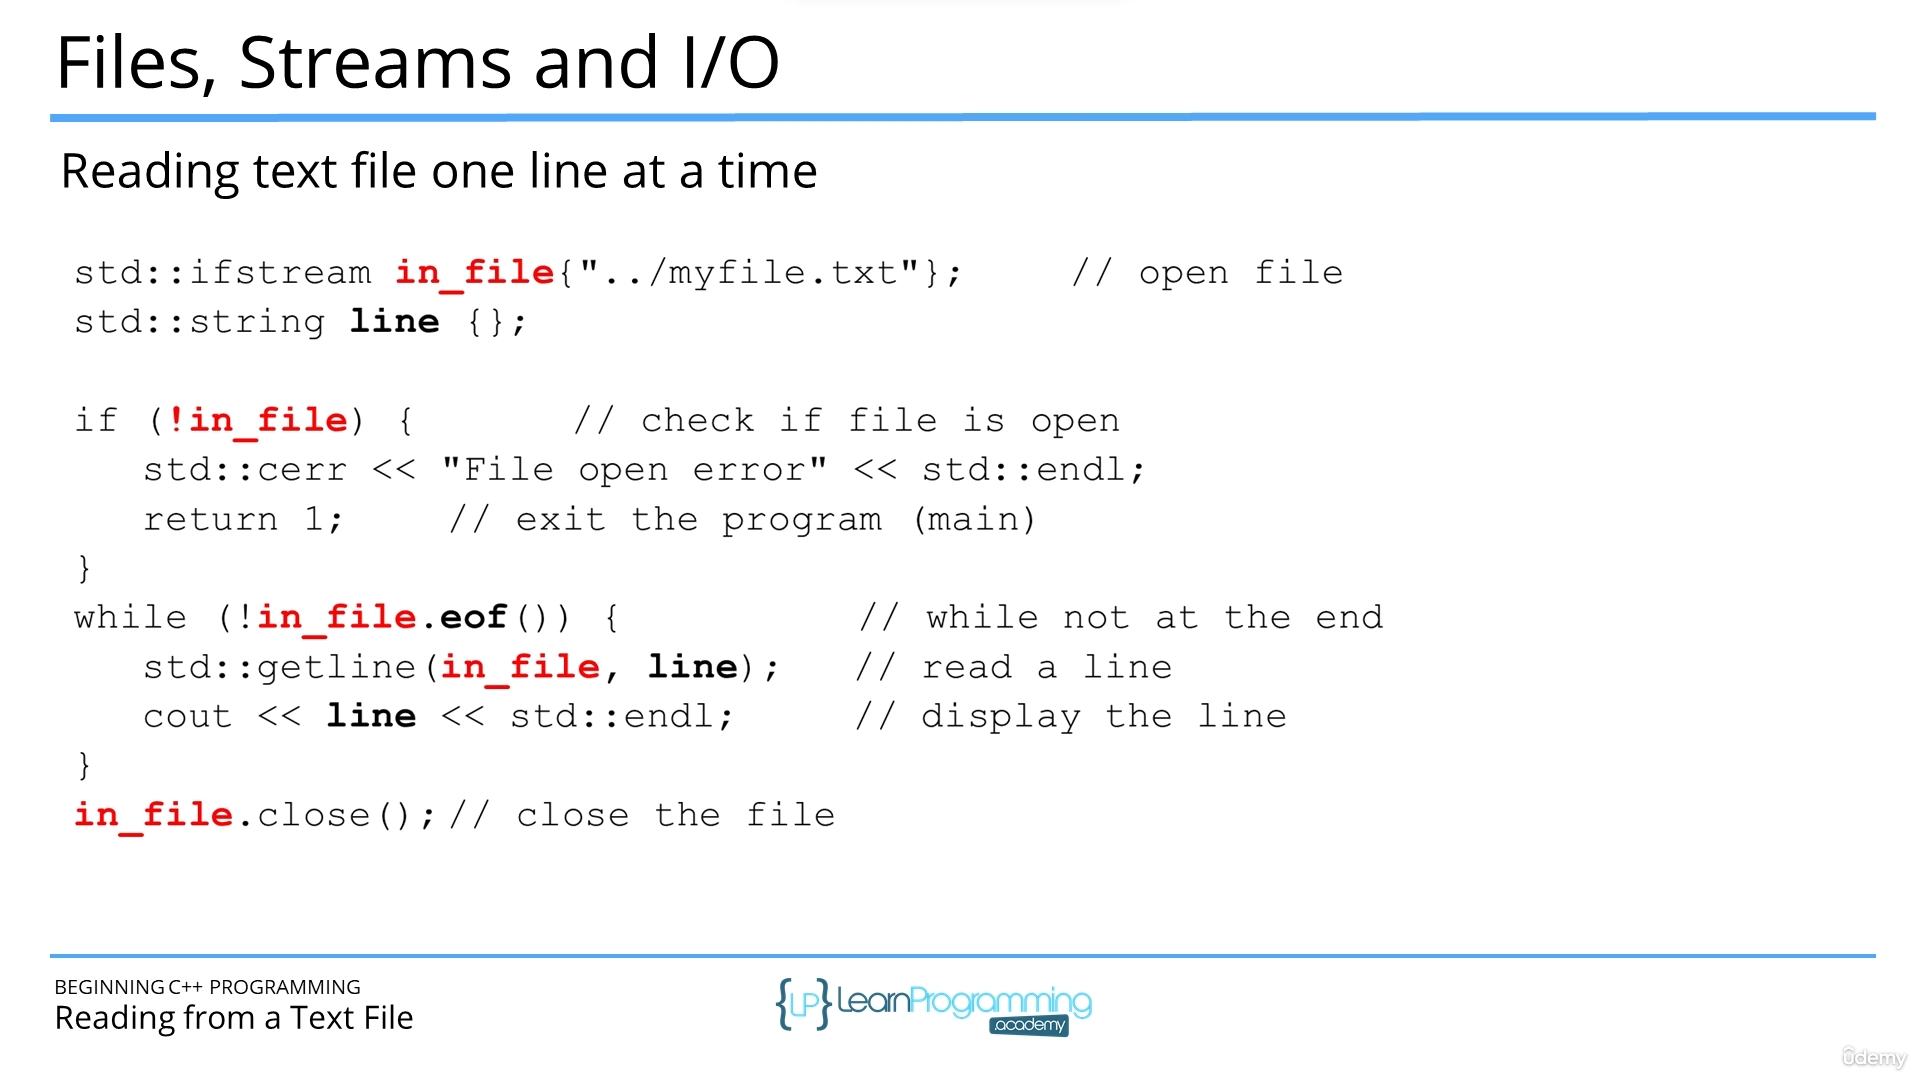 Files, Streams and I/O
Reading text file one line at a time
std::ifstream in_file{"../myfile.txt"};     // open file
std::string line {};
if (!in_file) {       // check if file is open
   std::cerr << "File open error" << std::endl;
   return 1;     // exit the program (main)
}
while (!in_file.eof()) {           // while not at the end
   std::getline(in_file, line);    // read a line
   cout << line << std::endl;      // display the line
}
in_file.close(); // close the file
BEGINNING C++ PROGRAMMING
Reading from a Text File
{LP} LearnProgramming
.academy
ûdemy